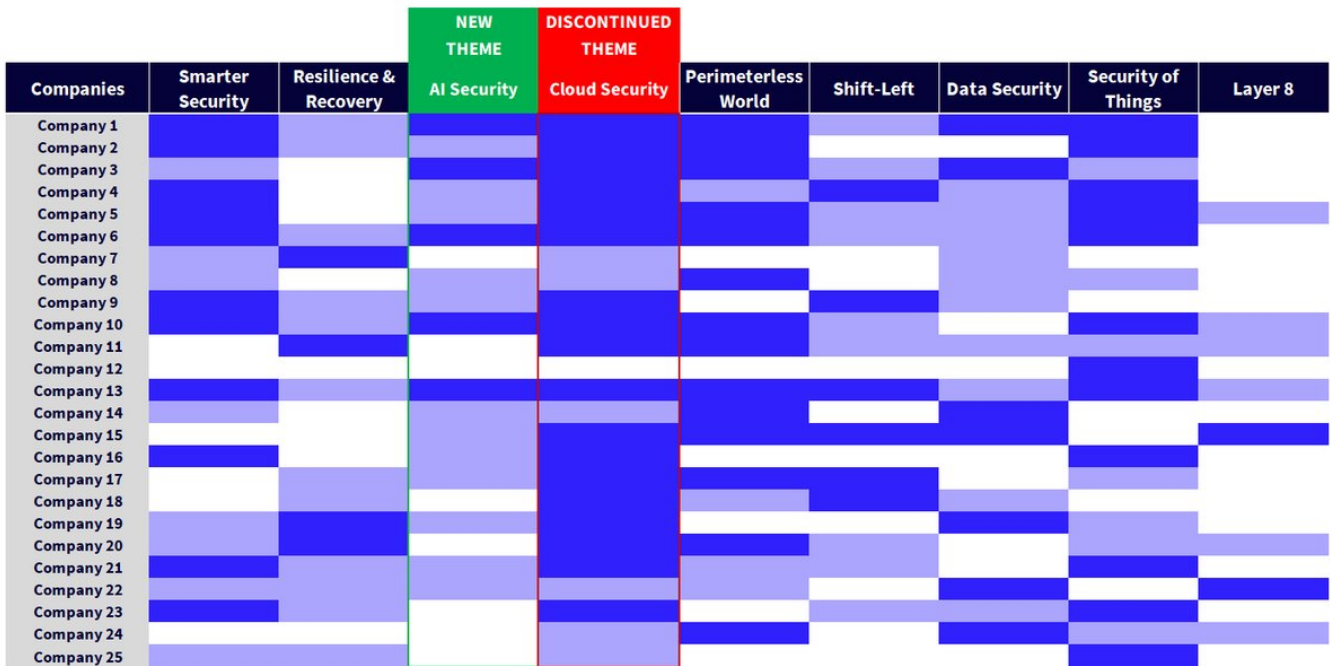 NEW
THEME
DISCONTINUED
THEME
Companies
Smarter
Security
Resilience &
Recovery
AI Security
Cloud Security
Perimeterless
World
Shift-Left
Data Security
Security of
Things
Layer 8
Company 1
Company 2
Company 3
Company 4
Company 5
Company 6
Company 7
Company 8
Company 9
Company 10
Company 11
Company 12
Company 13
Company 14
Company 15
Company 16
Company 17
Company 18
Company 19
Company 20
Company 21
Company 22
Company 23
Company 24
Company 25